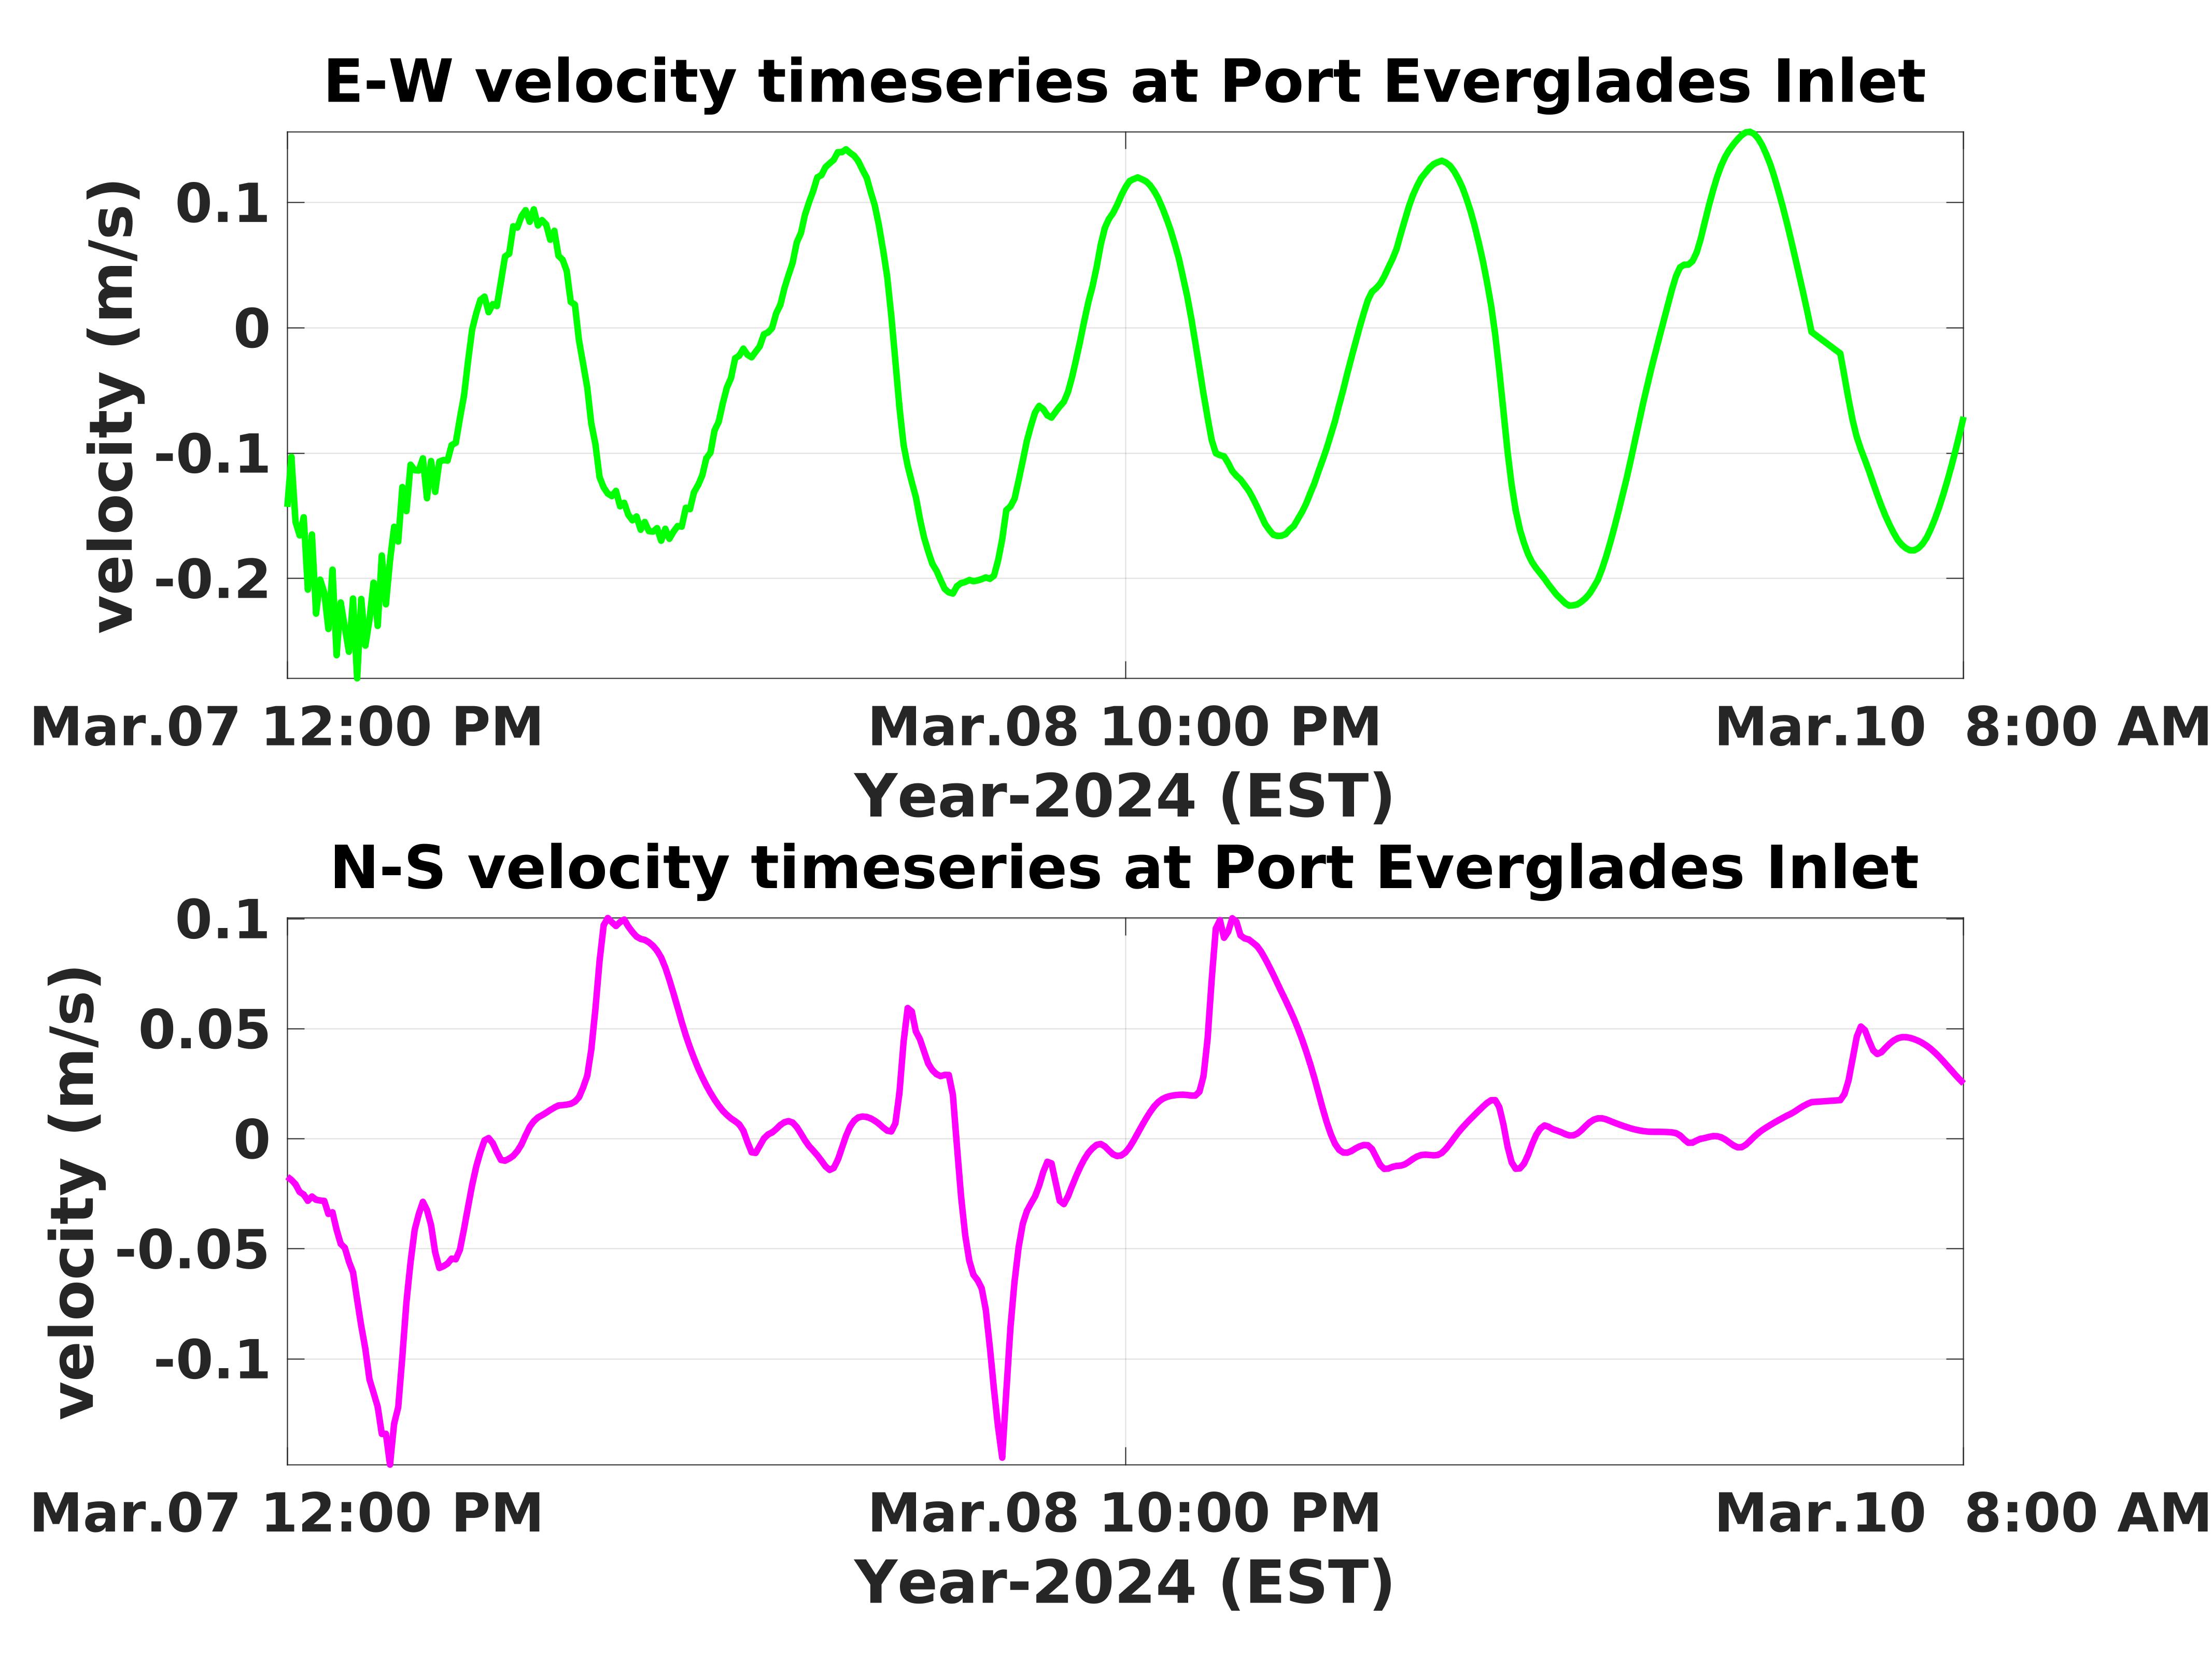 E-W velocity timeseries at Port Everglades Inlet
velocity (m/s)
0.1
0
-0.1
-0.2
Mar.07 12:00 PM Mar.08 10:00 PM Mar.10  8:00 AM
Year-2024 (EST)
N-S velocity timeseries at Port Everglades Inlet
velocity (m/s)
0.1
0.05
0
-0.05
-0.1
Mar.07 12:00 PM Mar.08 10:00 PM Mar.10  8:00 AM
Year-2024 (EST)